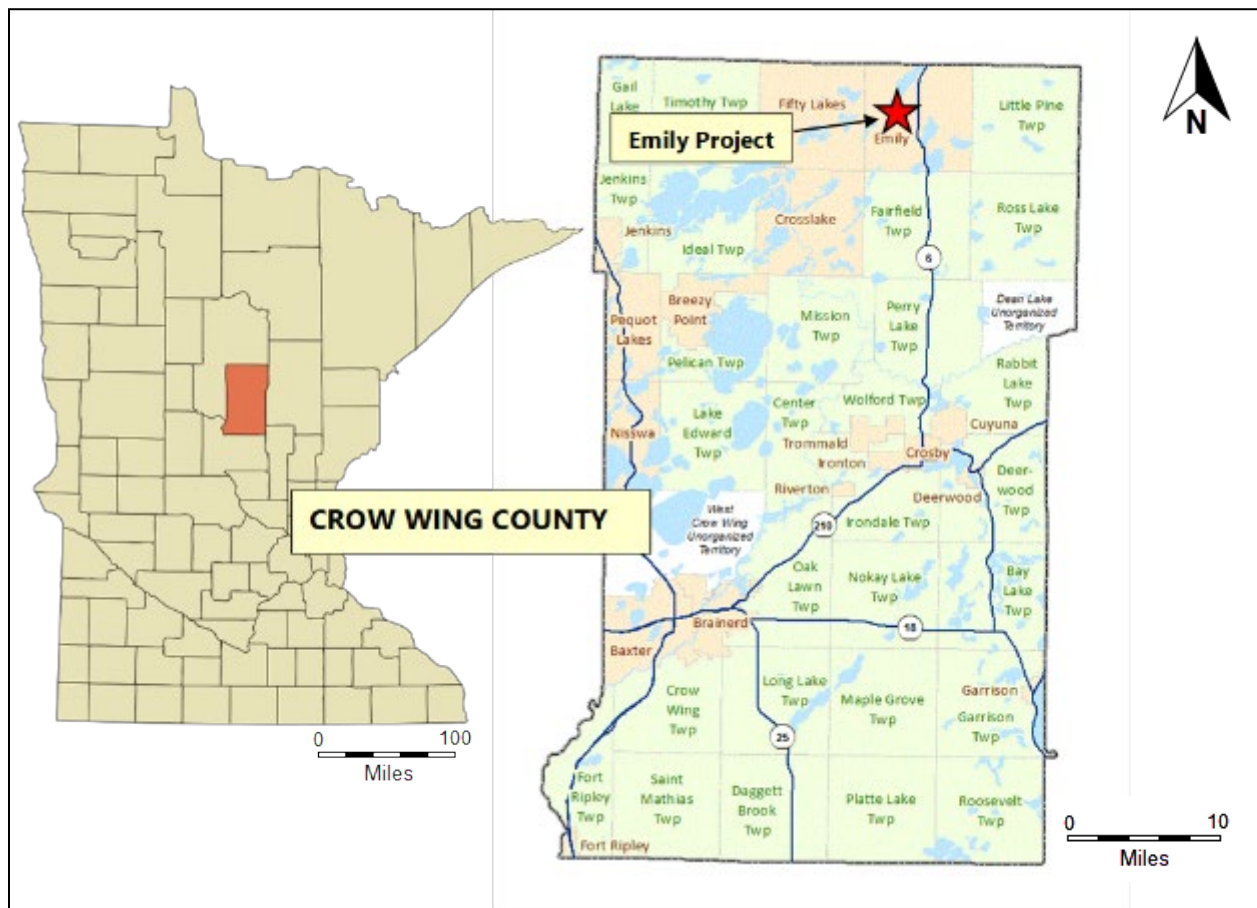 N
Gail
Lake
Timothy Twp
Fifty Lakes
Little Pine
Twp
Emily Project
Emily
Jenkins
Twp
Crosslake
Fairfield
Twp
Ross Lake
Twp
Jenkins
Ideal Twp
6
Breezy
Point
Dean Lake
Unorganized
Territory
Pequot
Lakes
Mission
Twp
Perry
Lake
Twp
Pelican Twp
Rabbit
Lake
Twp
Center
Twp
Wolford Twp
Lake
Edward
Twp
Nisswa
Cuyuna
Trommald
Ironton
Crosby
Deer-
wood
Twp
Riverton
Deerwood
CROW WING COUNTY
West
Crow Wing
Unorganized
Territory
210
Irondale Twp
Oak
Lawn
Twp
Nokay Lake
Twp
Bay
Lake
Twp
Brainerd
18
Baxter
Long Lake
Twp
Crow
Wing
Twp
Maple Grove
Twp
Garrison
Garrison
Twp
25
0 100
Miles
Fort
Ripley
Twp
Saint
Mathias
Twp
Daggett
Brook
Twp
Platte Lake
Twp
Roosevelt
Twp
Fort Ripley
0 10
Miles